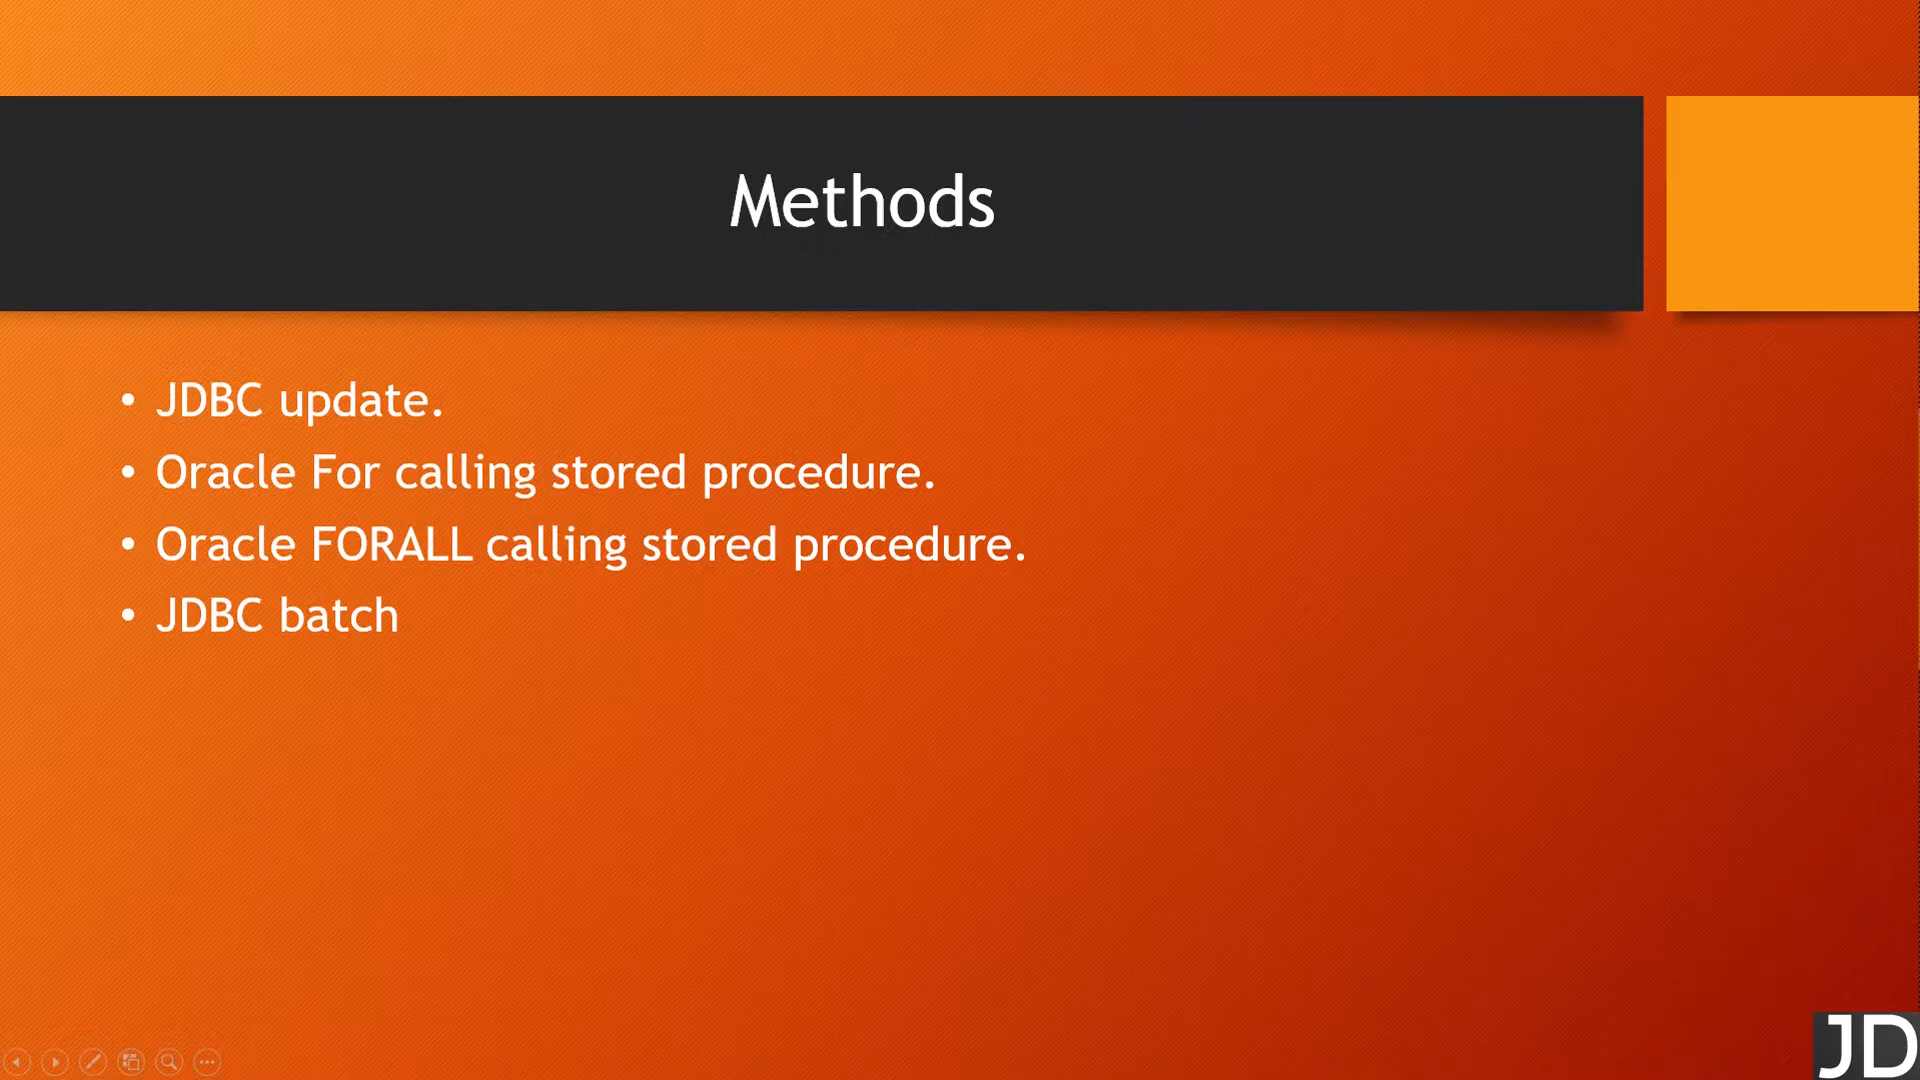 Methods
• JDBC update.
• Oracle For calling stored procedure.
• Oracle FORALL calling stored procedure.
• JDBC batch
JD